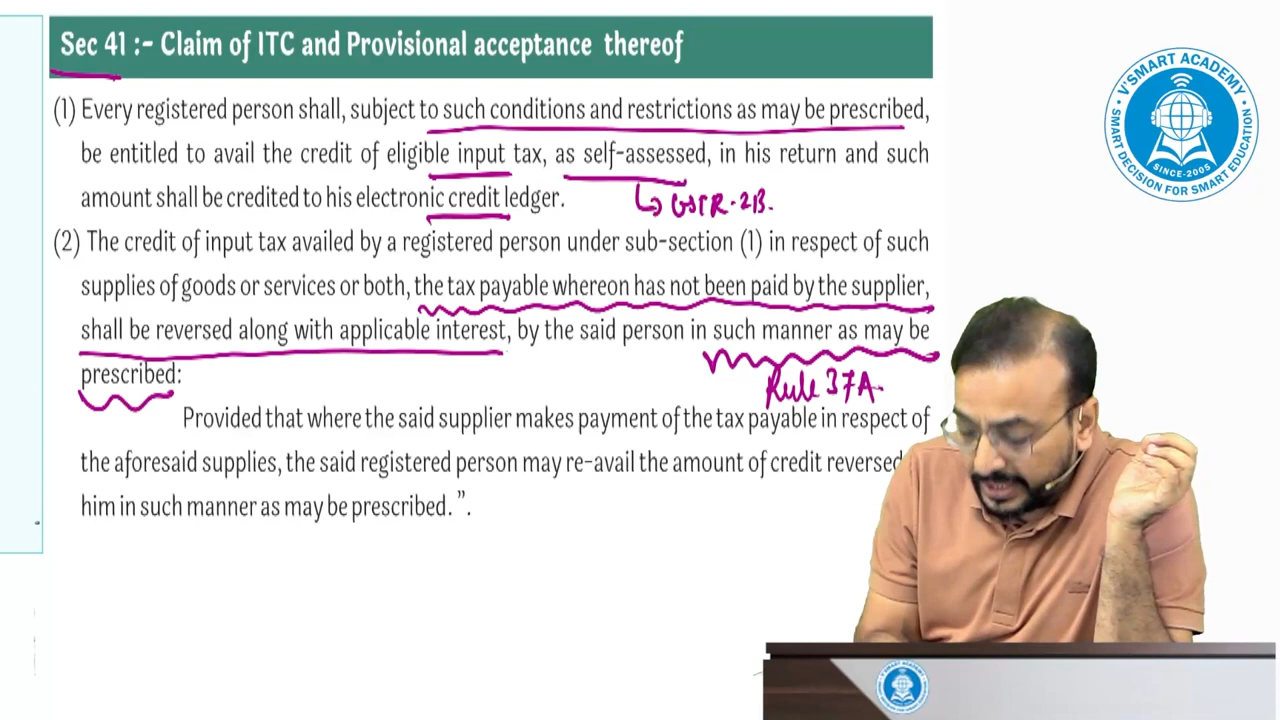 Sec 41 :- Claim of ITC and Provisional acceptance thereof
(1) Every registered person shall, subject to such conditions and restrictions as may be prescribed,
be entitled to avail the credit of eligible input tax, as self-assessed, in his return and such
amount shall be credited to his electronic credit ledger.
↳ GSTR-2B.
(2) The credit of input tax availed by a registered person under sub-section (1) in respect of such
supplies of goods or services or both, the tax payable whereon has not been paid by the supplier,
shall be reversed along with applicable interest, by the said person in such manner as may be
prescribed:
Rule 37A
Provided that where the said supplier makes payment of the tax payable in respect of
the aforesaid supplies, the said registered person may re-avail the amount of credit reversed
him in such manner as may be prescribed. ”.
V'SMART ACADEMY
SINCE-2005
SMART DECISION FOR SMART EDUCATION